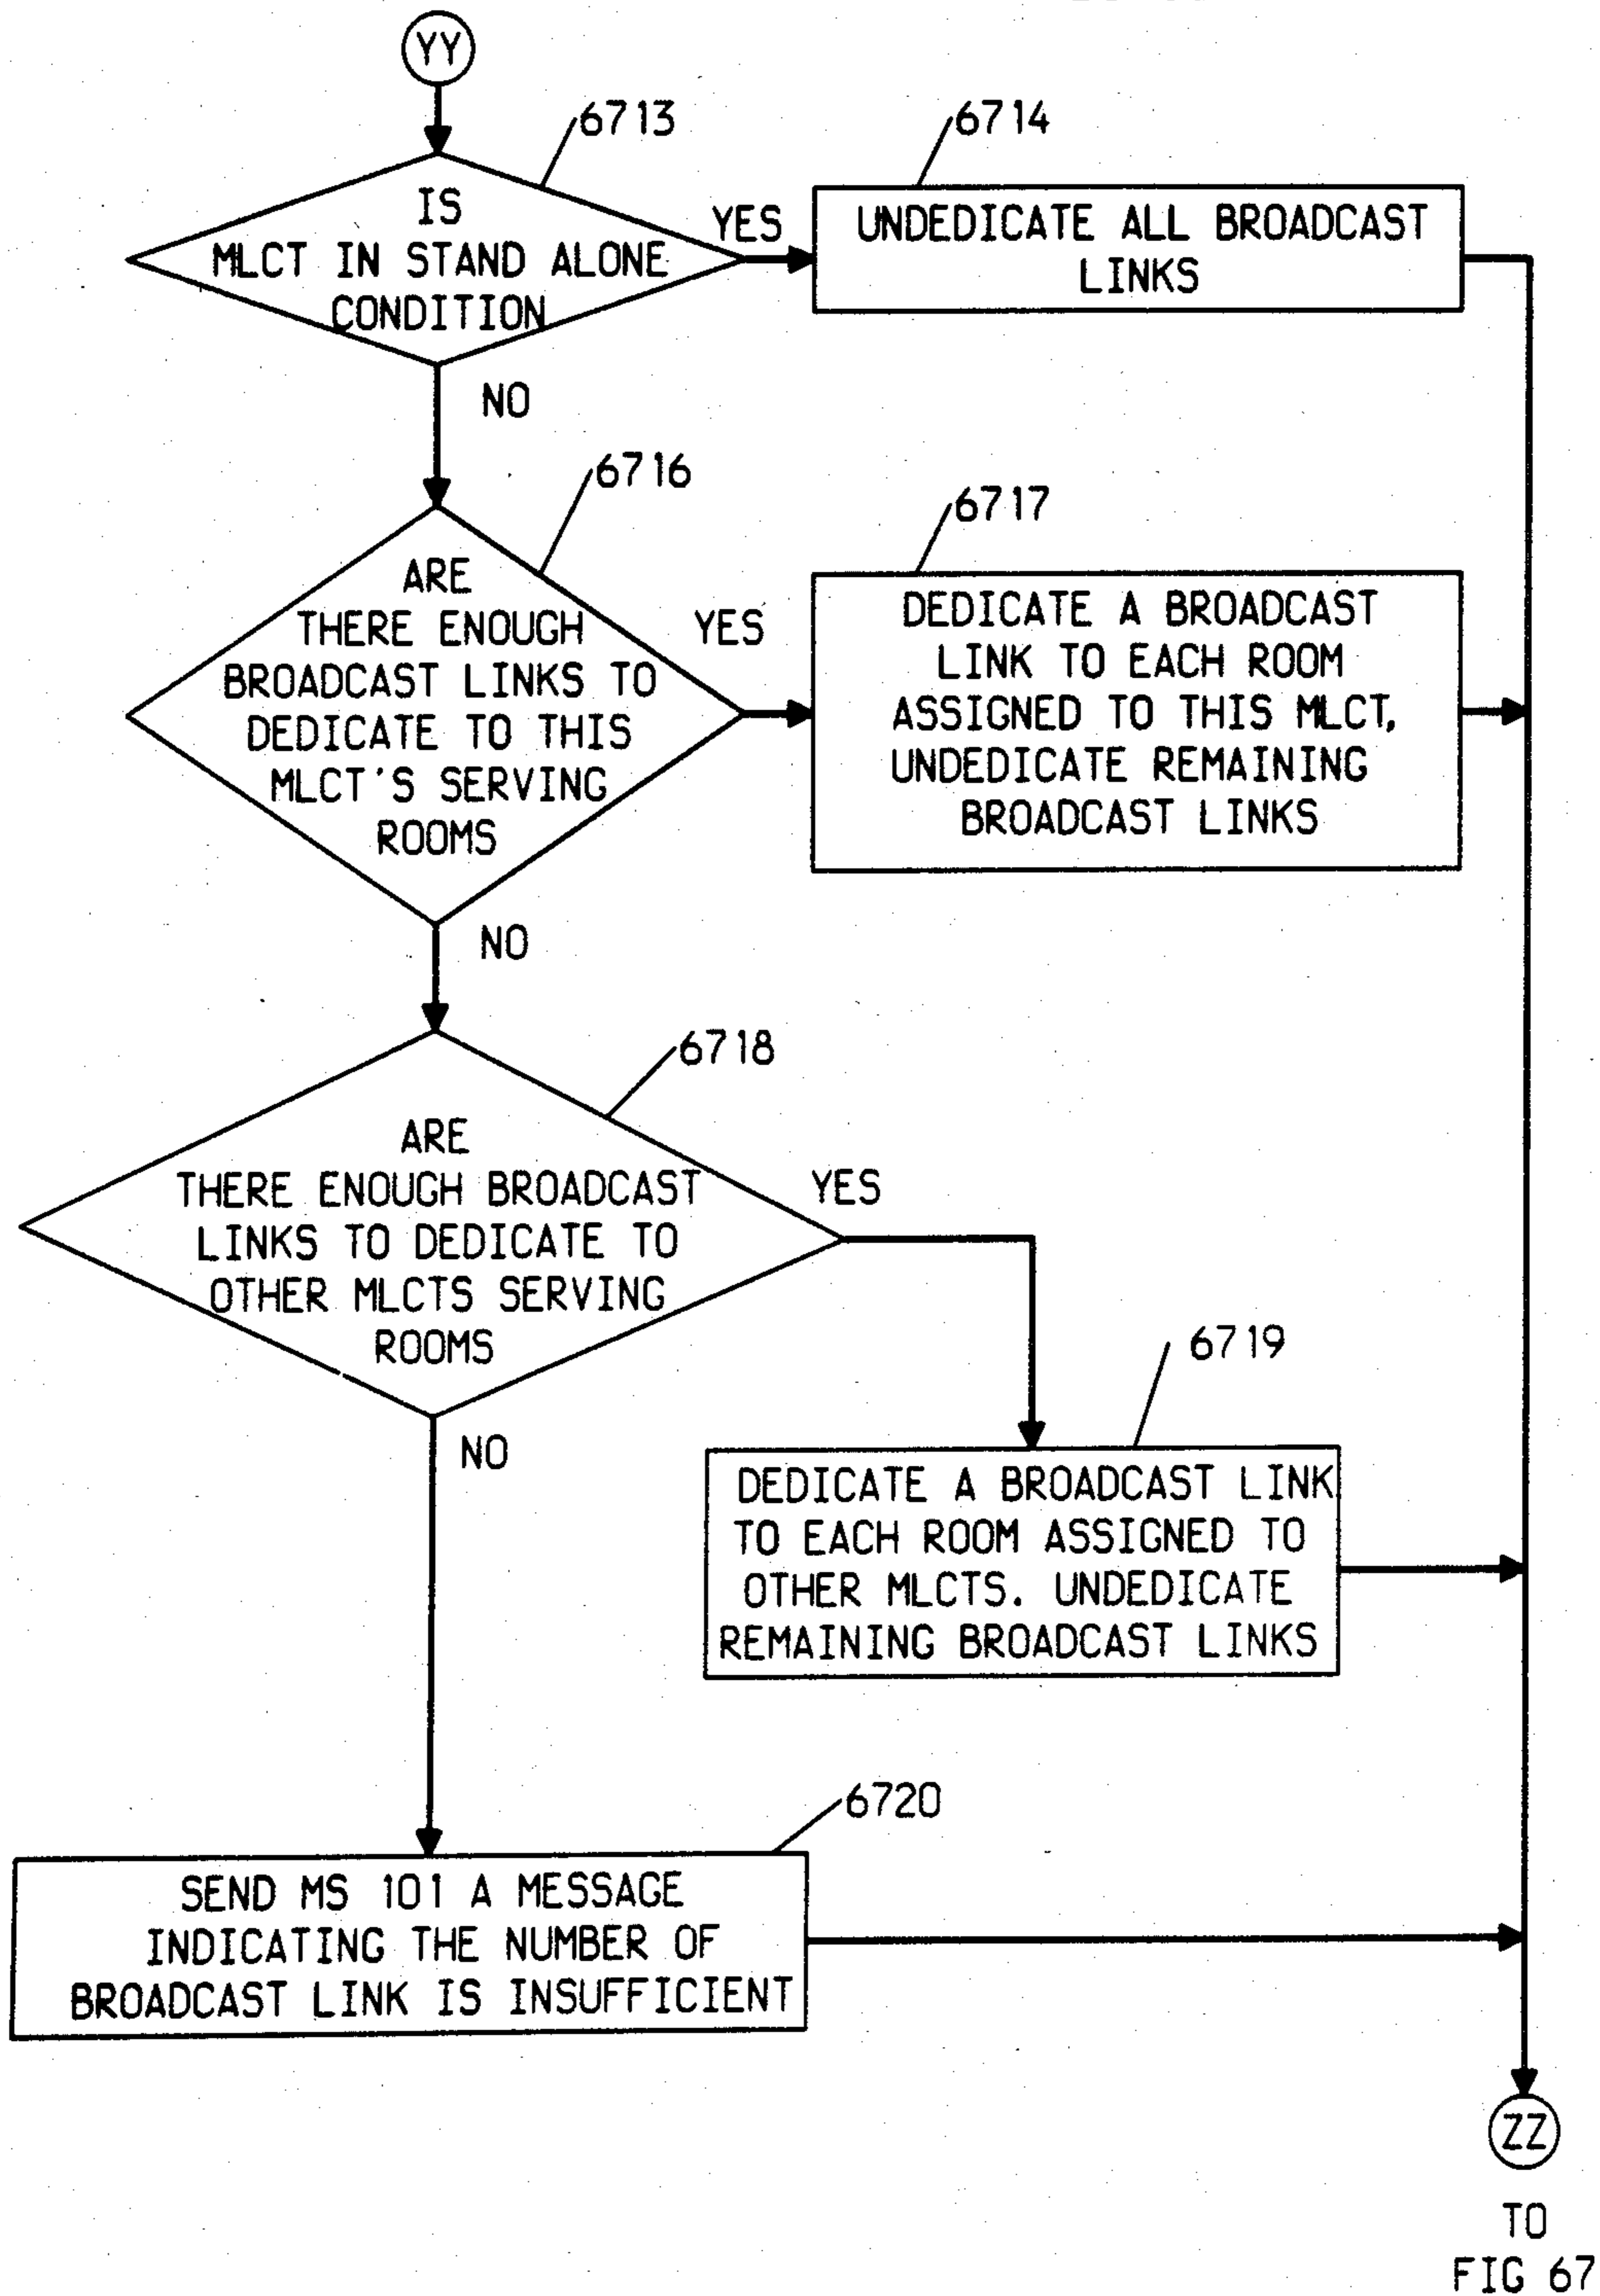 YY
6713
6714
IS
MLCT IN STAND ALONE
CONDITION
YES
UNDEDICATE ALL BROADCAST
LINKS
NO
6716
6717
ARE
THERE ENOUGH
BROADCAST LINKS TO
DEDICATE TO THIS
MLCT'S SERVING
ROOMS
YES
DEDICATE A BROADCAST
LINK TO EACH ROOM
ASSIGNED TO THIS MLCT,
UNDEDICATE REMAINING
BROADCAST LINKS
NO
6718
ARE
THERE ENOUGH BROADCAST
LINKS TO DEDICATE TO
OTHER MLCTS SERVING
ROOMS
YES
NO
6719
DEDICATE A BROADCAST LINK
TO EACH ROOM ASSIGNED TO
OTHER MLCTS. UNDEDICATE
REMAINING BROADCAST LINKS
6720
SEND MS 101 A MESSAGE
INDICATING THE NUMBER OF
BROADCAST LINK IS INSUFFICIENT
ZZ
TO
FIG 67